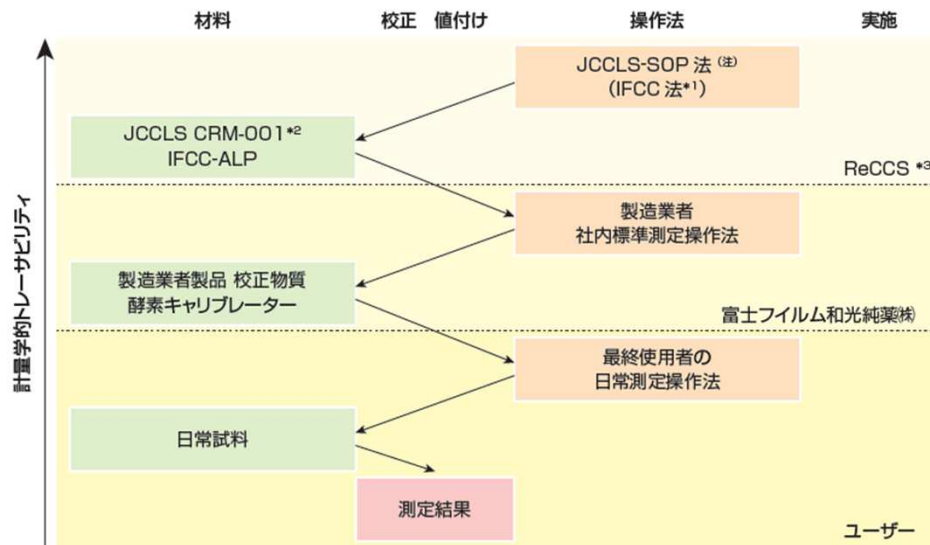 材料 校正 値付け 操作法 実施
JCCLS-SOP 法 (注)
(IFCC 法*1)
JCCLS CRM-001*2
IFCC-ALP
ReCCS *3
製造業者
社内標準測定操作法
製造業者製品 校正物質
酵素キャリブレーター
富士フイルム和光純薬㈱
最終使用者の
日常測定操作法
日常試料
測定結果
ユーザー
計量学的トレーサビリティ